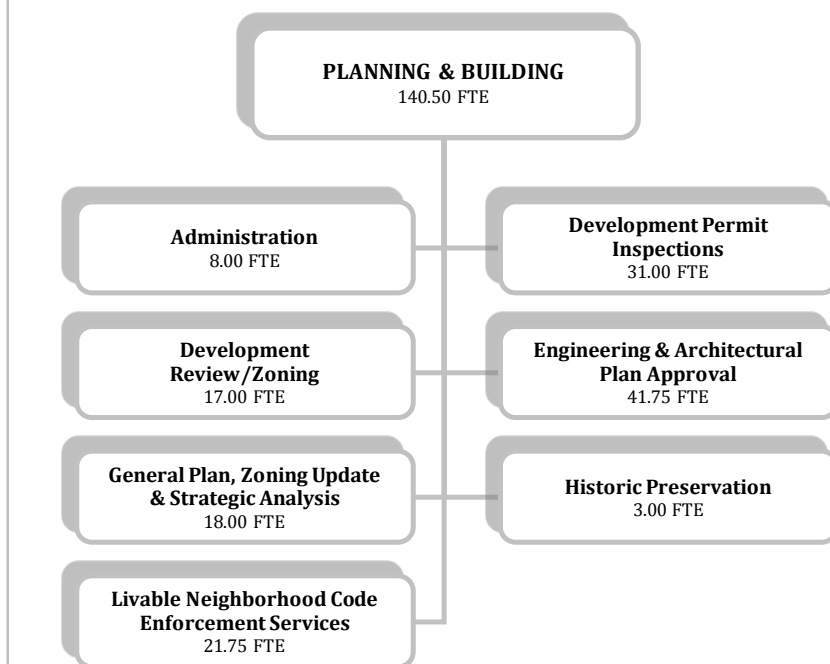 PLANNING & BUILDING
140.50 FTE
Administration
8.00 FTE
Development Permit
Inspections
31.00 FTE
Development
Review/Zoning
17.00 FTE
Engineering & Architectural
Plan Approval
41.75 FTE
General Plan, Zoning Update
& Strategic Analysis
18.00 FTE
Historic Preservation
3.00 FTE
Livable Neighborhood Code
Enforcement Services
21.75 FTE